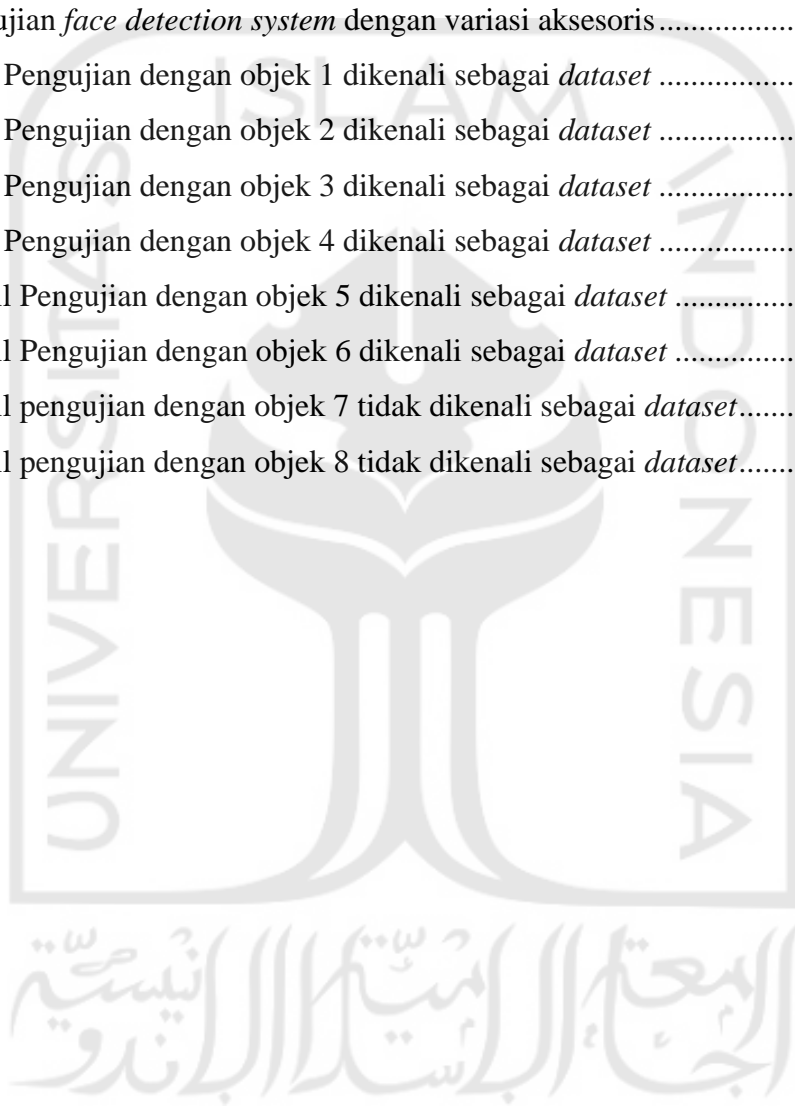 ujian face detection system dengan variasi aksesoris..................
Pengujian dengan objek 1 dikenali sebagai dataset ..................
Pengujian dengan objek 2 dikenali sebagai dataset ..................
Pengujian dengan objek 3 dikenali sebagai dataset ..................
Pengujian dengan objek 4 dikenali sebagai dataset ..................
l Pengujian dengan objek 5 dikenali sebagai dataset ................
l Pengujian dengan objek 6 dikenali sebagai dataset ................
l pengujian dengan objek 7 tidak dikenali sebagai dataset.......
l pengujian dengan objek 8 tidak dikenali sebagai dataset.......
UNIVERSITAS
ISLAM
INDONESIA